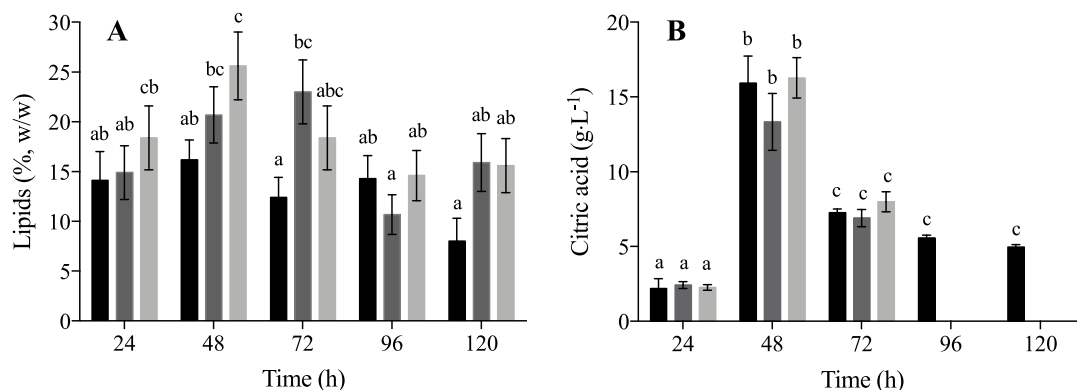 A
Lipids (%, w/w)
30
25
20
15
10
5
0
ab ab cb
ab bc c
a bc abc
ab a ab
a ab ab
24 48 72 96 120
Time (h)
B
Citric acid (g·L-1)
20
15
10
5
0
a a a
b b b
c c c
c
c
24 48 72 96 120
Time (h)